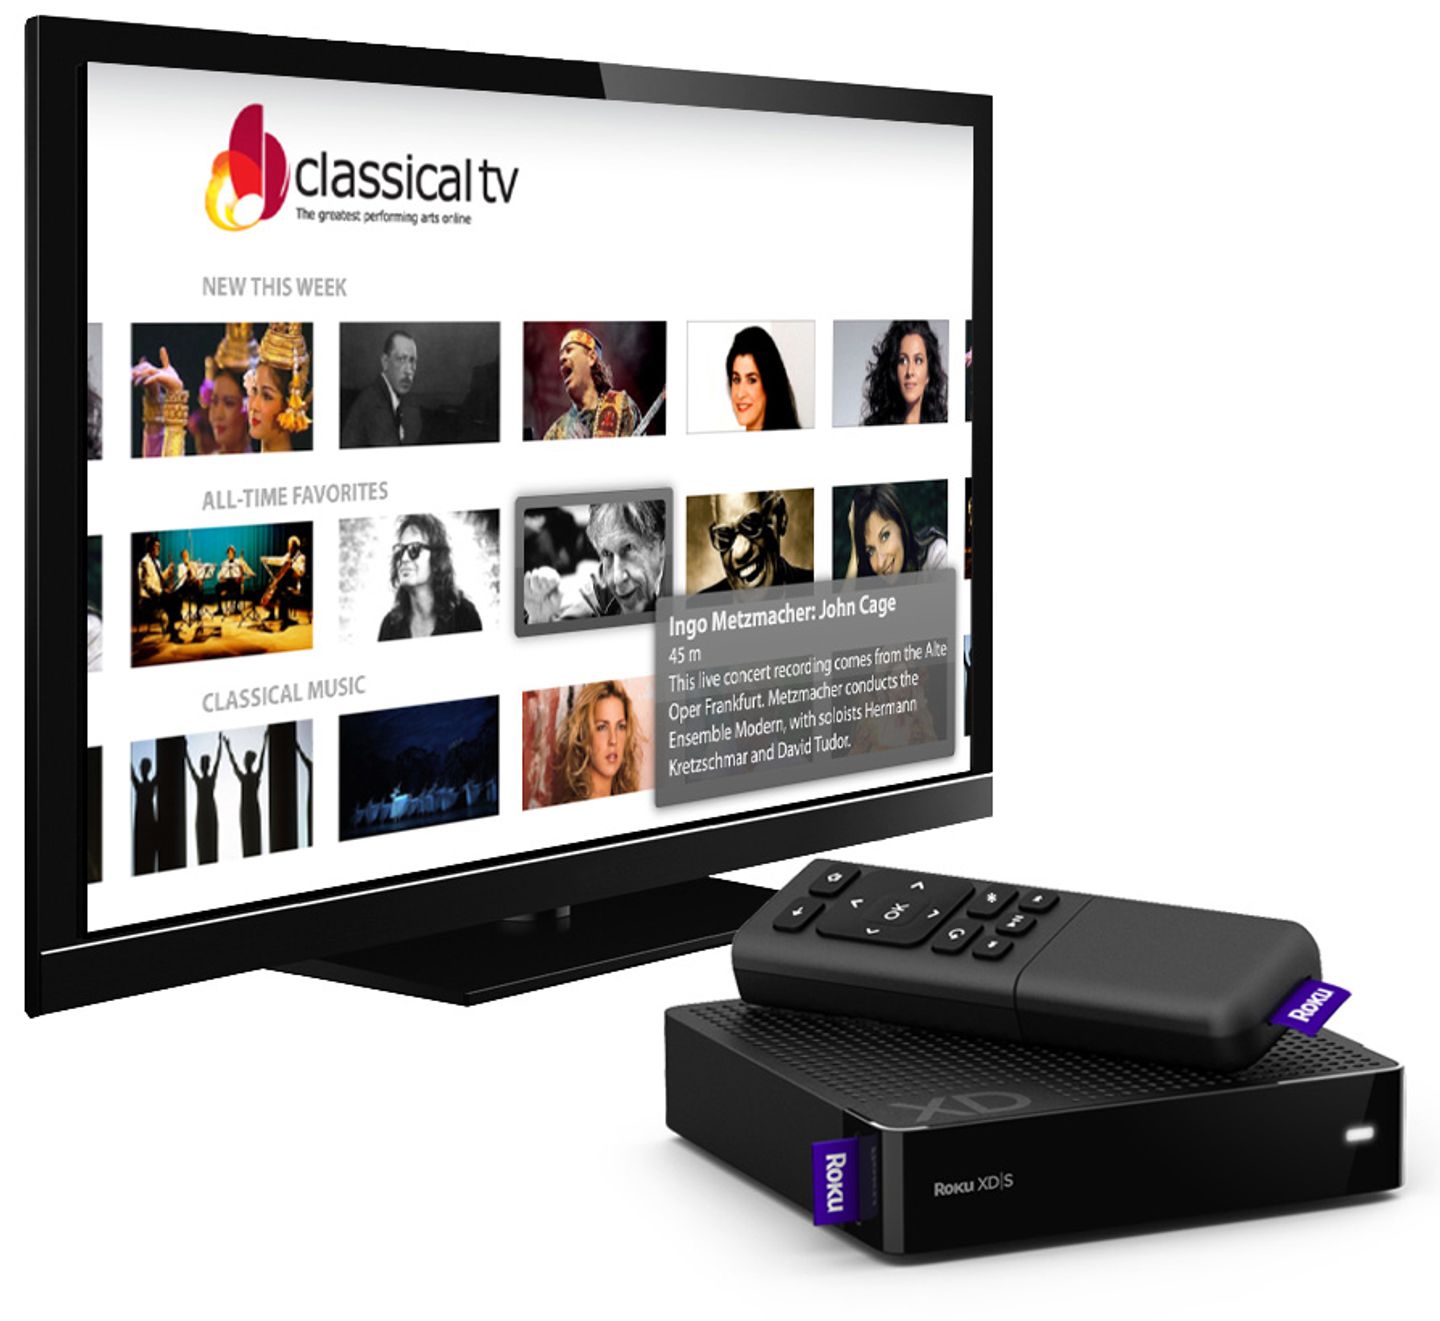 classical tv
The greatest performing arts online
NEW THIS WEEK
ALL-TIME FAVORITES
Ingo Metzmacher: John Cage
45 m
This live concert recording comes from the Alte
Oper Frankfurt. Metzmacher conducts the
Ensemble Modern, with soloists Hermann
Kretzschmar and David Tudor.
CLASSICAL MUSIC
OK
Roku
XD
Roku
Roku XD|S